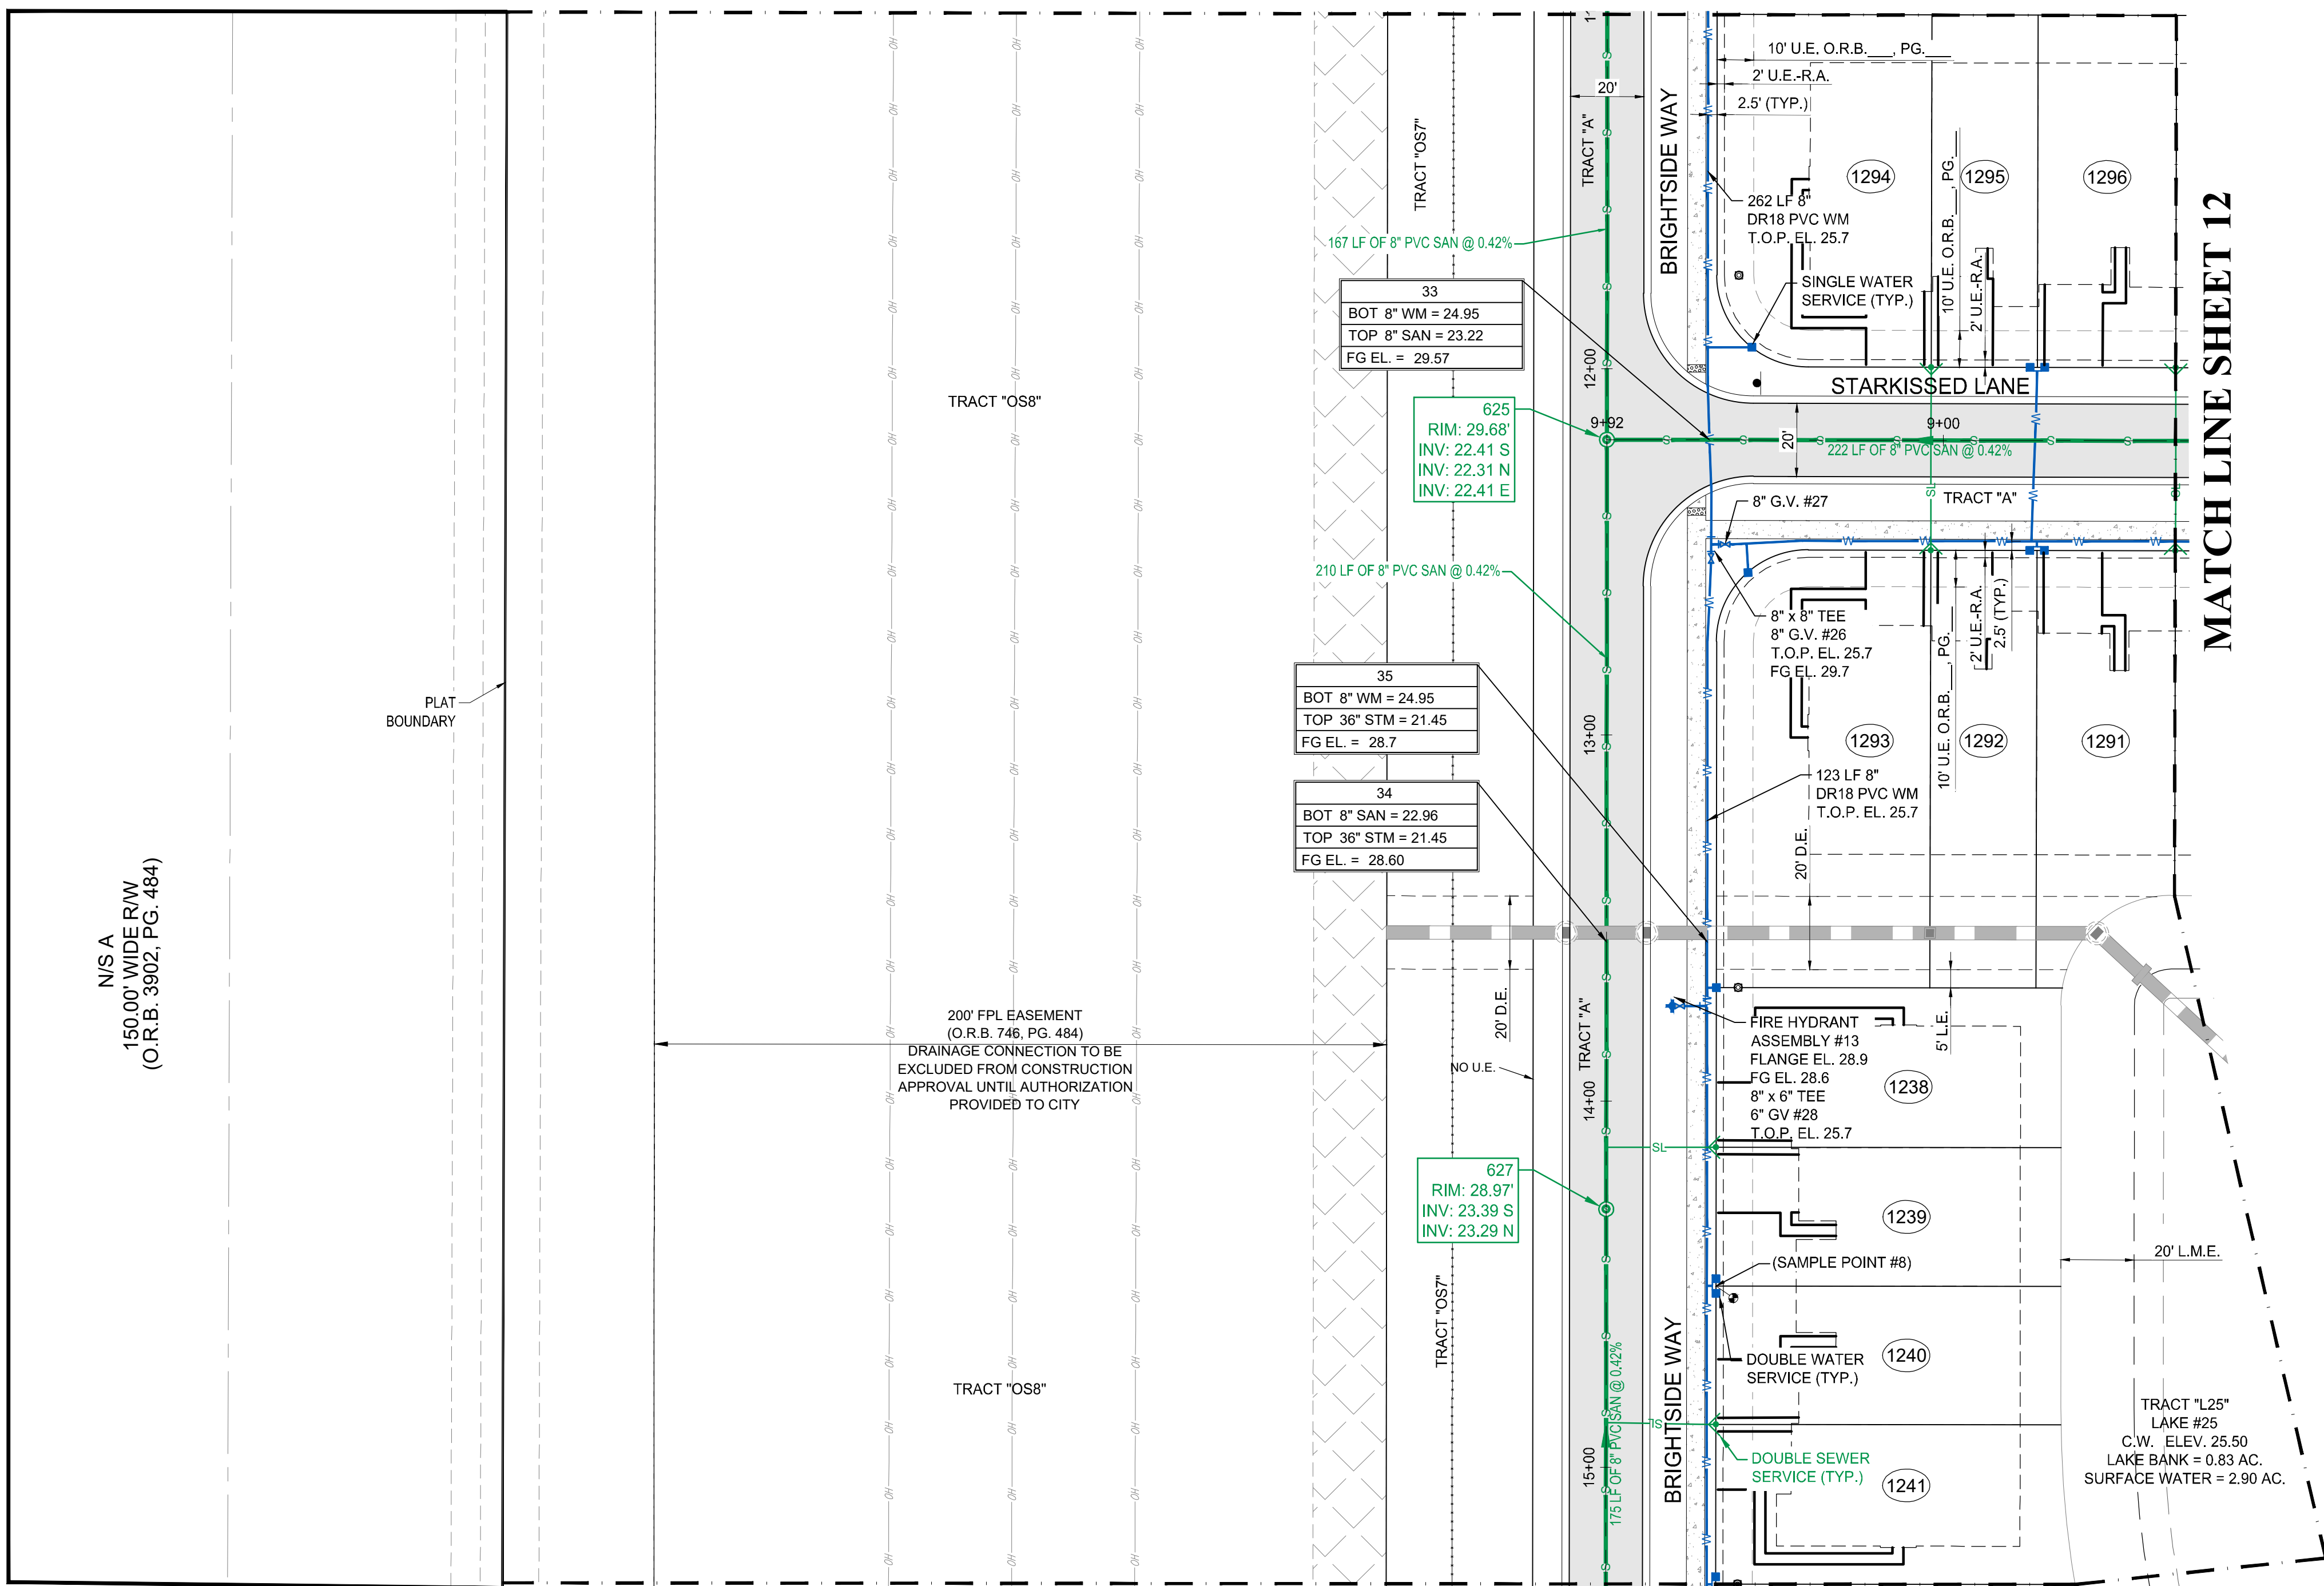 N/S A
150.00' WIDE R/W
(O.R.B. 3902, PG. 484)
PLAT
BOUNDARY
TRACT "OS8"
200' FPL EASEMENT
(O.R.B. 746, PG. 484)
DRAINAGE CONNECTION TO BE
EXCLUDED FROM CONSTRUCTION
APPROVAL UNTIL AUTHORIZATION
PROVIDED TO CITY
TRACT "OS8"
TRACT "OS7"
167 LF OF 8" PVC SAN @ 0.42%
33
BOT 8" WM = 24.95
TOP 8" SAN = 23.22
FG EL. = 29.57
625
RIM: 29.68'
INV: 22.41 S
INV: 22.31 N
INV: 22.41 E
210 LF OF 8" PVC SAN @ 0.42%
35
BOT 8" WM = 24.95
TOP 36" STM = 21.45
FG EL. = 28.7
34
BOT 8" SAN = 22.96
TOP 36" STM = 21.45
FG EL. = 28.60
20' D.E.
NO U.E.
627
RIM: 28.97'
INV: 23.39 S
INV: 23.29 N
TRACT "OS7"
20'
TRACT "A"
12+00
9+92
13+00
TRACT "A"
14+00
15+00
175 LF OF 8" PVC SAN @ 0.42%
BRIGHTSIDE WAY
BRIGHTSIDE WAY
10' U.E. O.R.B.___, PG.___
2' U.E.-R.A.
2.5' (TYP.)
1294
1295
1296
262 LF 8"
DR18 PVC WM
T.O.P. EL. 25.7
SINGLE WATER
SERVICE (TYP.)
10' U.E. O.R.B.___, PG.___
2' U.E.-R.A.
STARKISSED LANE
9+00
20'
222 LF OF 8" PVC SAN @ 0.42%
8" G.V. #27
SL
TRACT "A"
SL
8" x 8" TEE
8" G.V. #26
T.O.P. EL. 25.7
FG EL. 29.7
2' U.E.-R.A.
2.5' (TYP.)
10' U.E. O.R.B.___, PG.___
1293
1292
1291
123 LF 8"
DR18 PVC WM
T.O.P. EL. 25.7
20' D.E.
5' L.E.
FIRE HYDRANT
ASSEMBLY #13
FLANGE EL. 28.9
FG EL. 28.6
8" x 6" TEE
6" GV #28
T.O.P. EL. 25.7
1238
SL
1239
(SAMPLE POINT #8)
20' L.M.E.
DOUBLE WATER
SERVICE (TYP.)
1240
SL
DOUBLE SEWER
SERVICE (TYP.)
1241
TRACT "L25"
LAKE #25
C.W. ELEV. 25.50
LAKE BANK = 0.83 AC.
SURFACE WATER = 2.90 AC.
MATCH LINE SHEET 12